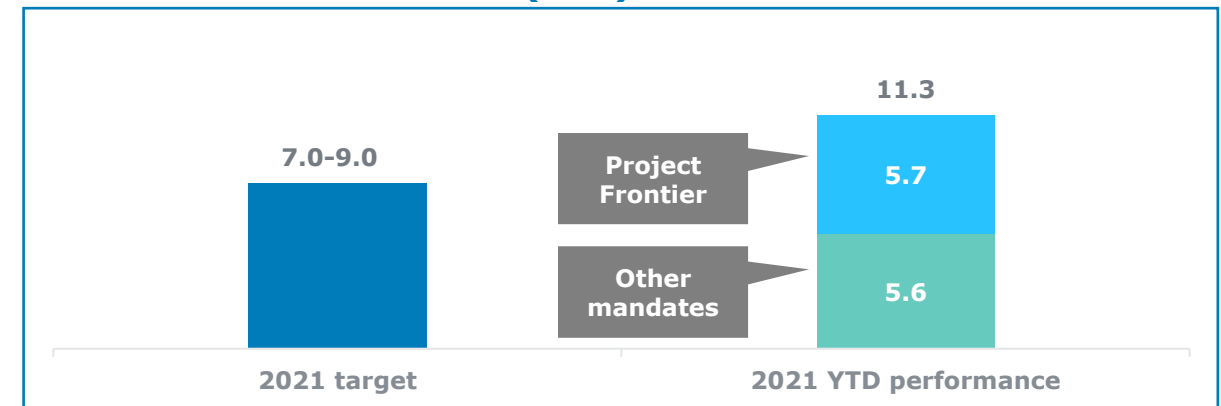 11.3
7.0-9.0
Project
Frontier
5.7
Other
mandates
5.6
2021 target
2021 YTD performance